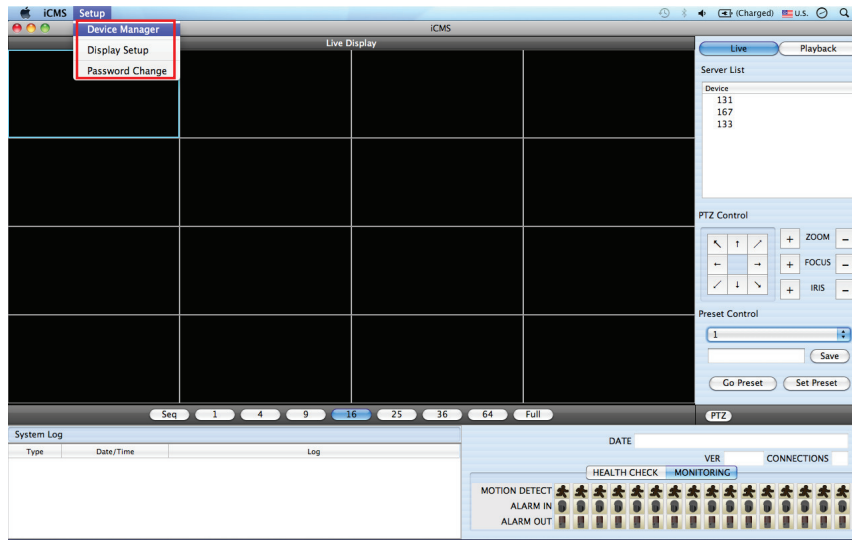 iCMS Setup (Charged) U.S.
iCMS
Device Manager
Display Setup
Password Change
Live Display
Live Playback
Server List
Device
131
167
133
PTZ Control
+ ZOOM −
+ FOCUS −
+ IRIS −
Preset Control
1
Save
Go Preset Set Preset
Seq 1 4 9 16 25 36 64 Full PTZ
System Log
Type Date/Time Log
DATE
VER CONNECTIONS
HEALTH CHECK MONITORING
MOTION DETECT
ALARM IN
ALARM OUT